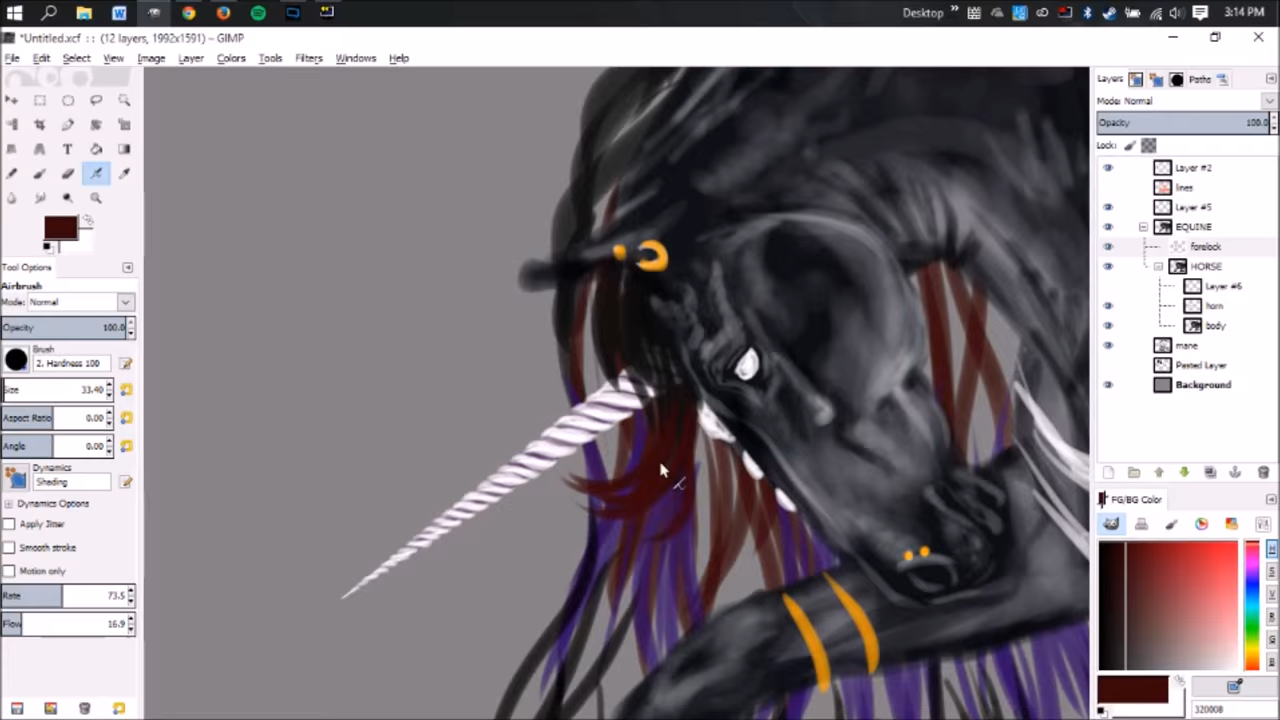 Desktop
3:14 PM
*Untitled.xcf :: (12 layers, 1992x1591) – GIMP
File Edit Select View Image Layer Colors Tools Filters Windows Help
Layers Paths
Mode: Normal
Opacity 100.0
Lock:
Layer #2
lines
Layer #5
EQUINE
forelock
HORSE
Layer #6
horn
body
mane
Pasted Layer
Background
Tool Options
Airbrush
Mode: Normal
Opacity 100.0
Brush
2. Hardness 100
Size 33.40
Aspect Ratio 0.00
Angle 0.00
Dynamics
Shading
Dynamics Options
Apply Jitter
Smooth stroke
Motion only
Rate 73.5
Flow 16.9
FG/BG Color
H
S
V
R
G
B
320008